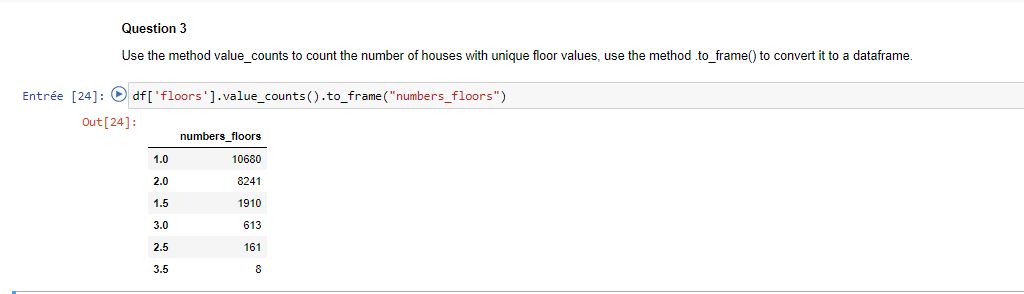 Question 3
Use the method value_counts to count the number of houses with unique floor values, use the method .to_frame() to convert it to a dataframe.
Entrée [24]: df['floors'].value_counts().to_frame("numbers_floors")
Out[24]:
numbers_floors
1.0 10680
2.0 8241
1.5 1910
3.0 613
2.5 161
3.5 8